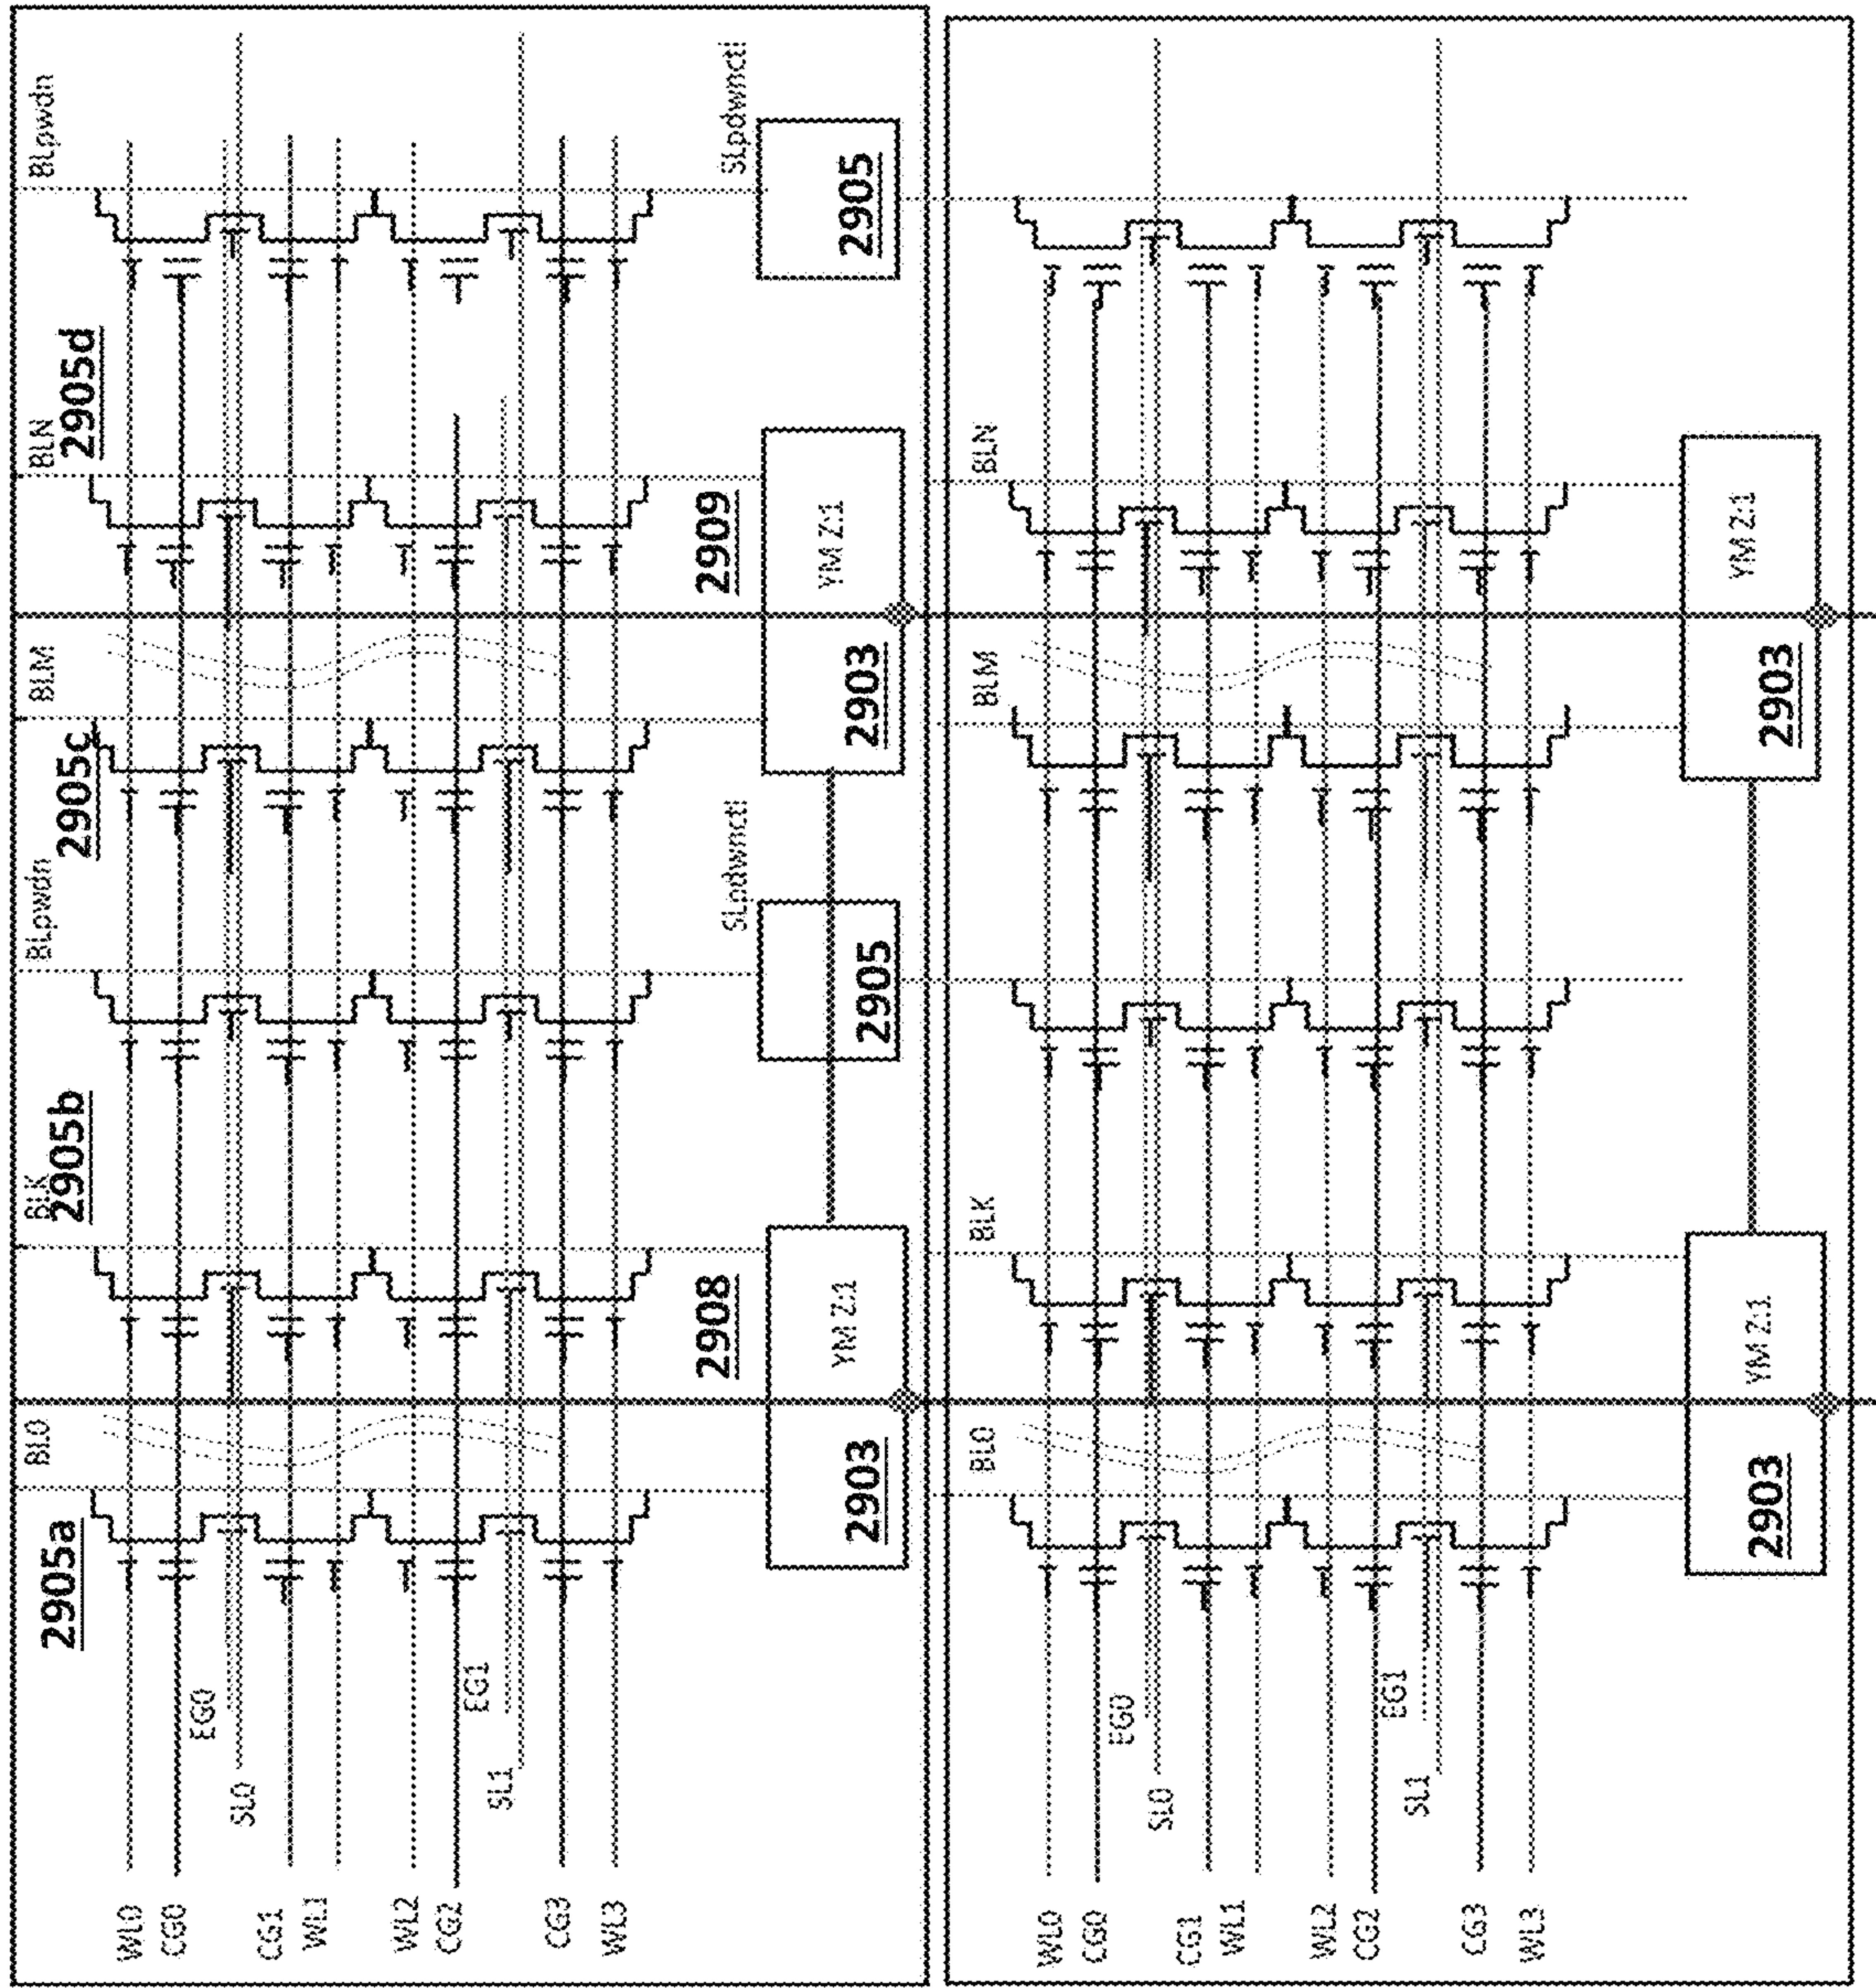 BL0
BLK
BLpwdn
BLM
BLN
BLpwdn
2905a
2905b
2905c
2905d
WL0
CG0
EG0
SL0
CG1
WL1
WL2
CG2
EG1
SL1
CG3
WL3
2908
2909
SLpdwnctl
SLpdwnctl
YM Z:1
YM Z:1
2903
2905
2903
2905
BL0
BLK
BLM
BLN
WL0
CG0
EG0
SL0
CG1
WL1
WL2
CG2
EG1
SL1
CG3
WL3
YM Z:1
YM Z:1
2903
2903